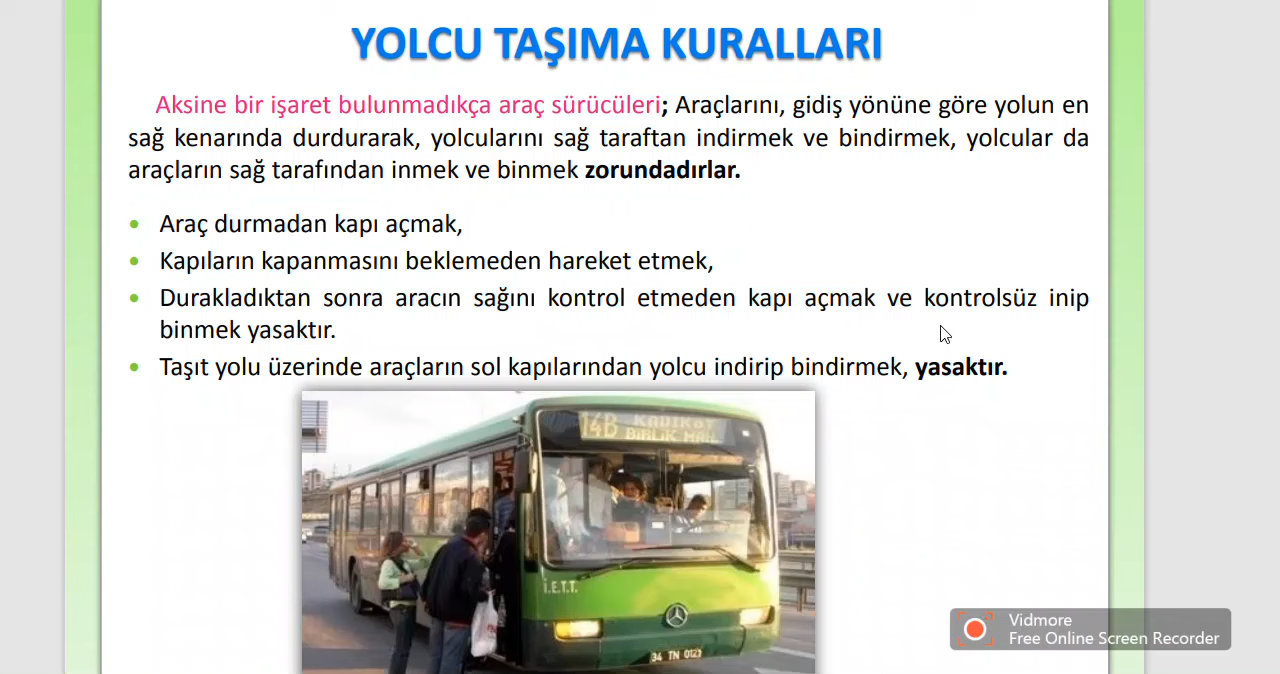 YOLCU TAŞIMA KURALLARI
Aksine bir işaret bulunmadıkça araç sürücüleri; Araçlarını, gidiş yönüne göre yolun en
sağ kenarında durdurarak, yolcularını sağ taraftan indirmek ve bindirmek, yolcular da
araçların sağ tarafından inmek ve binmek zorundadırlar.
• Araç durmadan kapı açmak,
• Kapıların kapanmasını beklemeden hareket etmek,
• Durakladıktan sonra aracın sağını kontrol etmeden kapı açmak ve kontrolsüz inip
binmek yasaktır.
• Taşıt yolu üzerinde araçların sol kapılarından yolcu indirip bindirmek, yasaktır.
14B KADIKÖY
BİRLİK MAH.
İ.E.T.T.
Vidmore
Free Online Screen Recorder